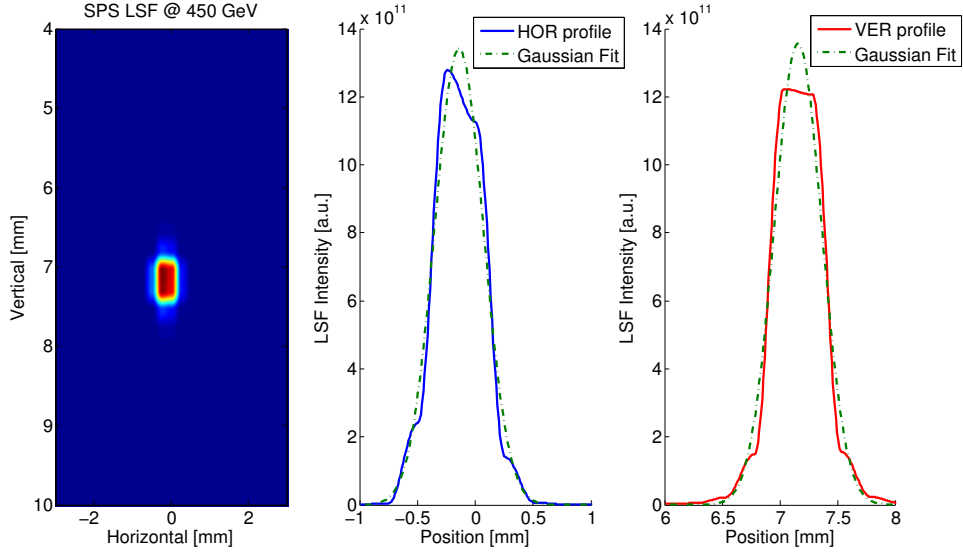 SPS LSF @ 450 GeV
4
5
6
7
8
9
10
−2
0
2
Vertical [mm]
Horizontal [mm]
x 10^11
14
12
10
8
6
4
2
0
−1
−0.5
0
0.5
1
LSF Intensity [a.u.]
Position [mm]
HOR profile
Gaussian Fit
x 10^11
14
12
10
8
6
4
2
0
6
6.5
7
7.5
8
LSF Intensity [a.u.]
Position [mm]
VER profile
Gaussian Fit